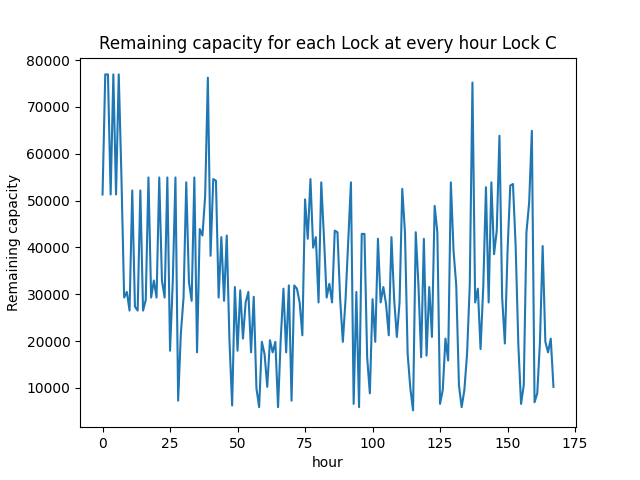 Remaining capacity for each Lock at every hour Lock C
80000
70000
60000
50000
40000
30000
20000
10000
Remaining capacity
0 25 50 75 100 125 150 175
hour